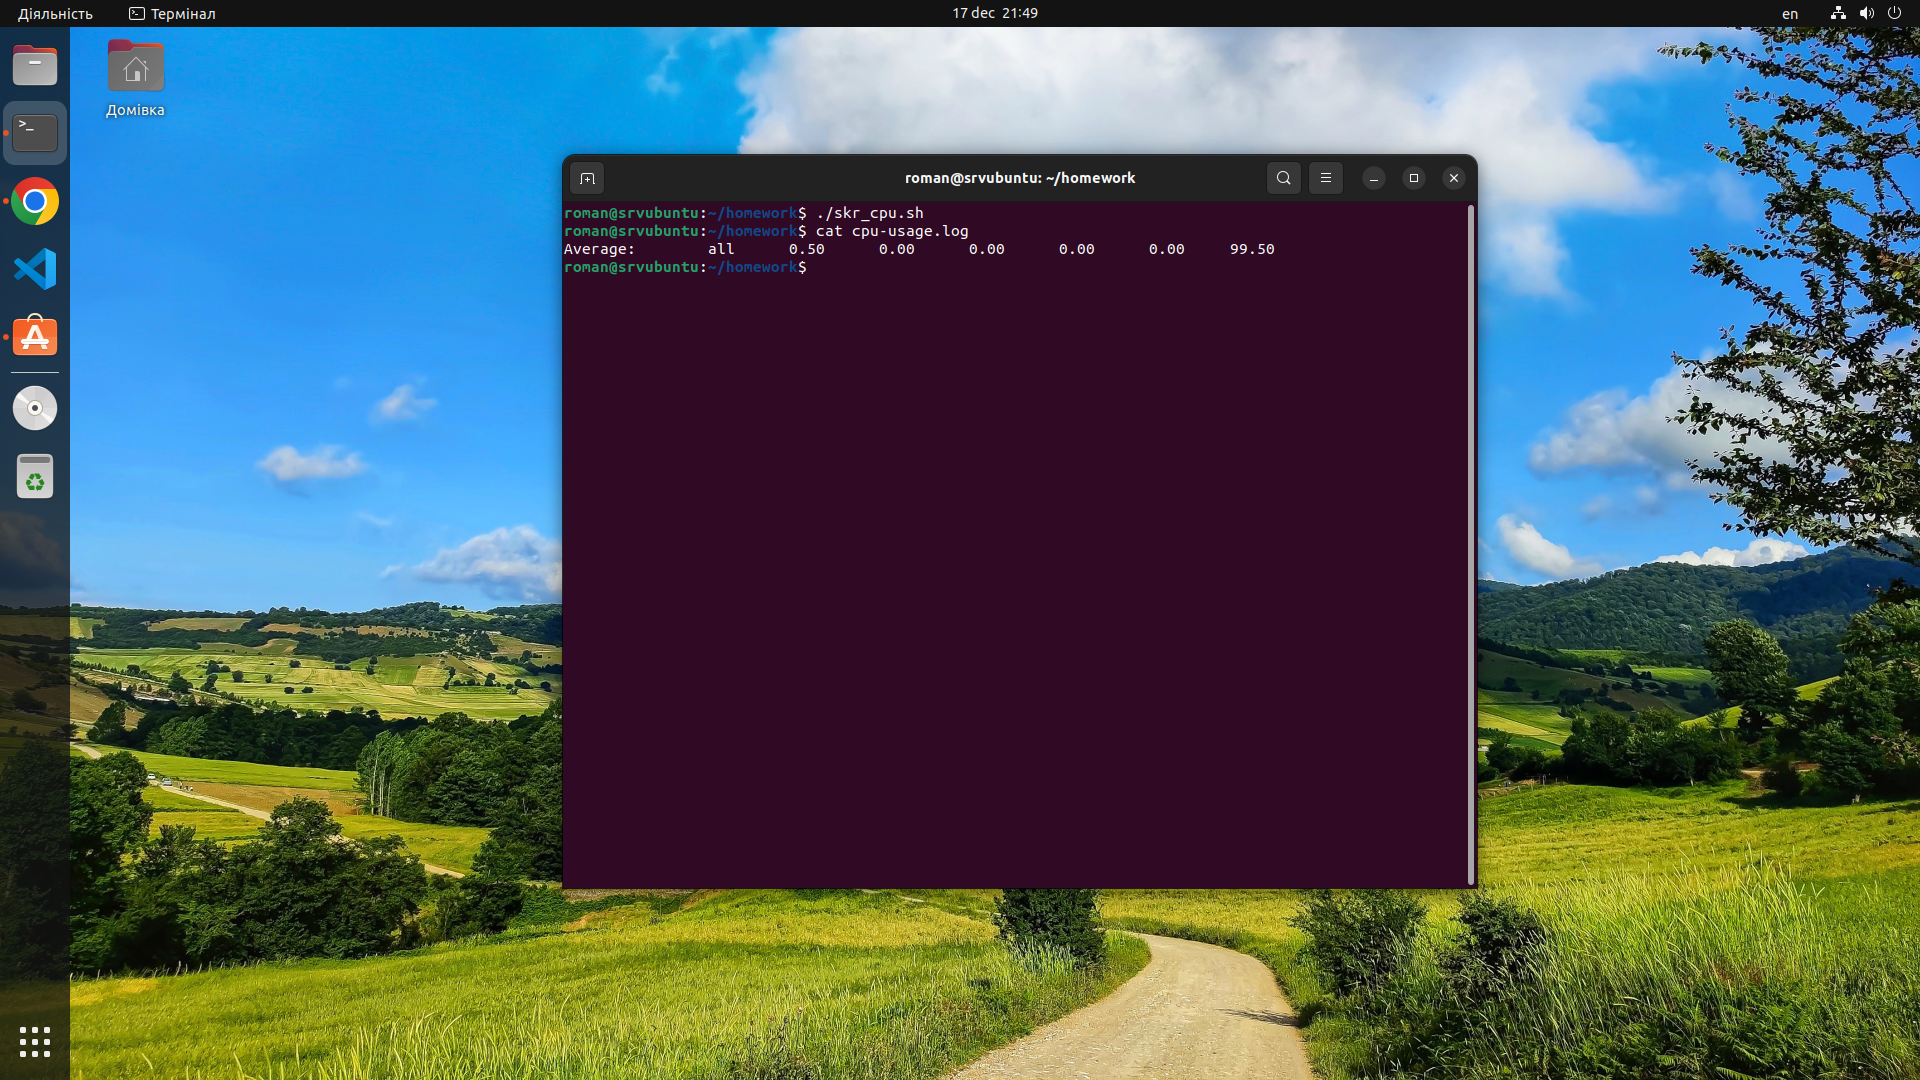 Діяльність
Термінал
17 dec 21:49
en
Домівка
roman@srvubuntu: ~/homework
roman@srvubuntu:~/homework$ ./skr_cpu.sh
roman@srvubuntu:~/homework$ cat cpu-usage.log
Average: all 0.50 0.00 0.00 0.00 0.00 99.50
roman@srvubuntu:~/homework$